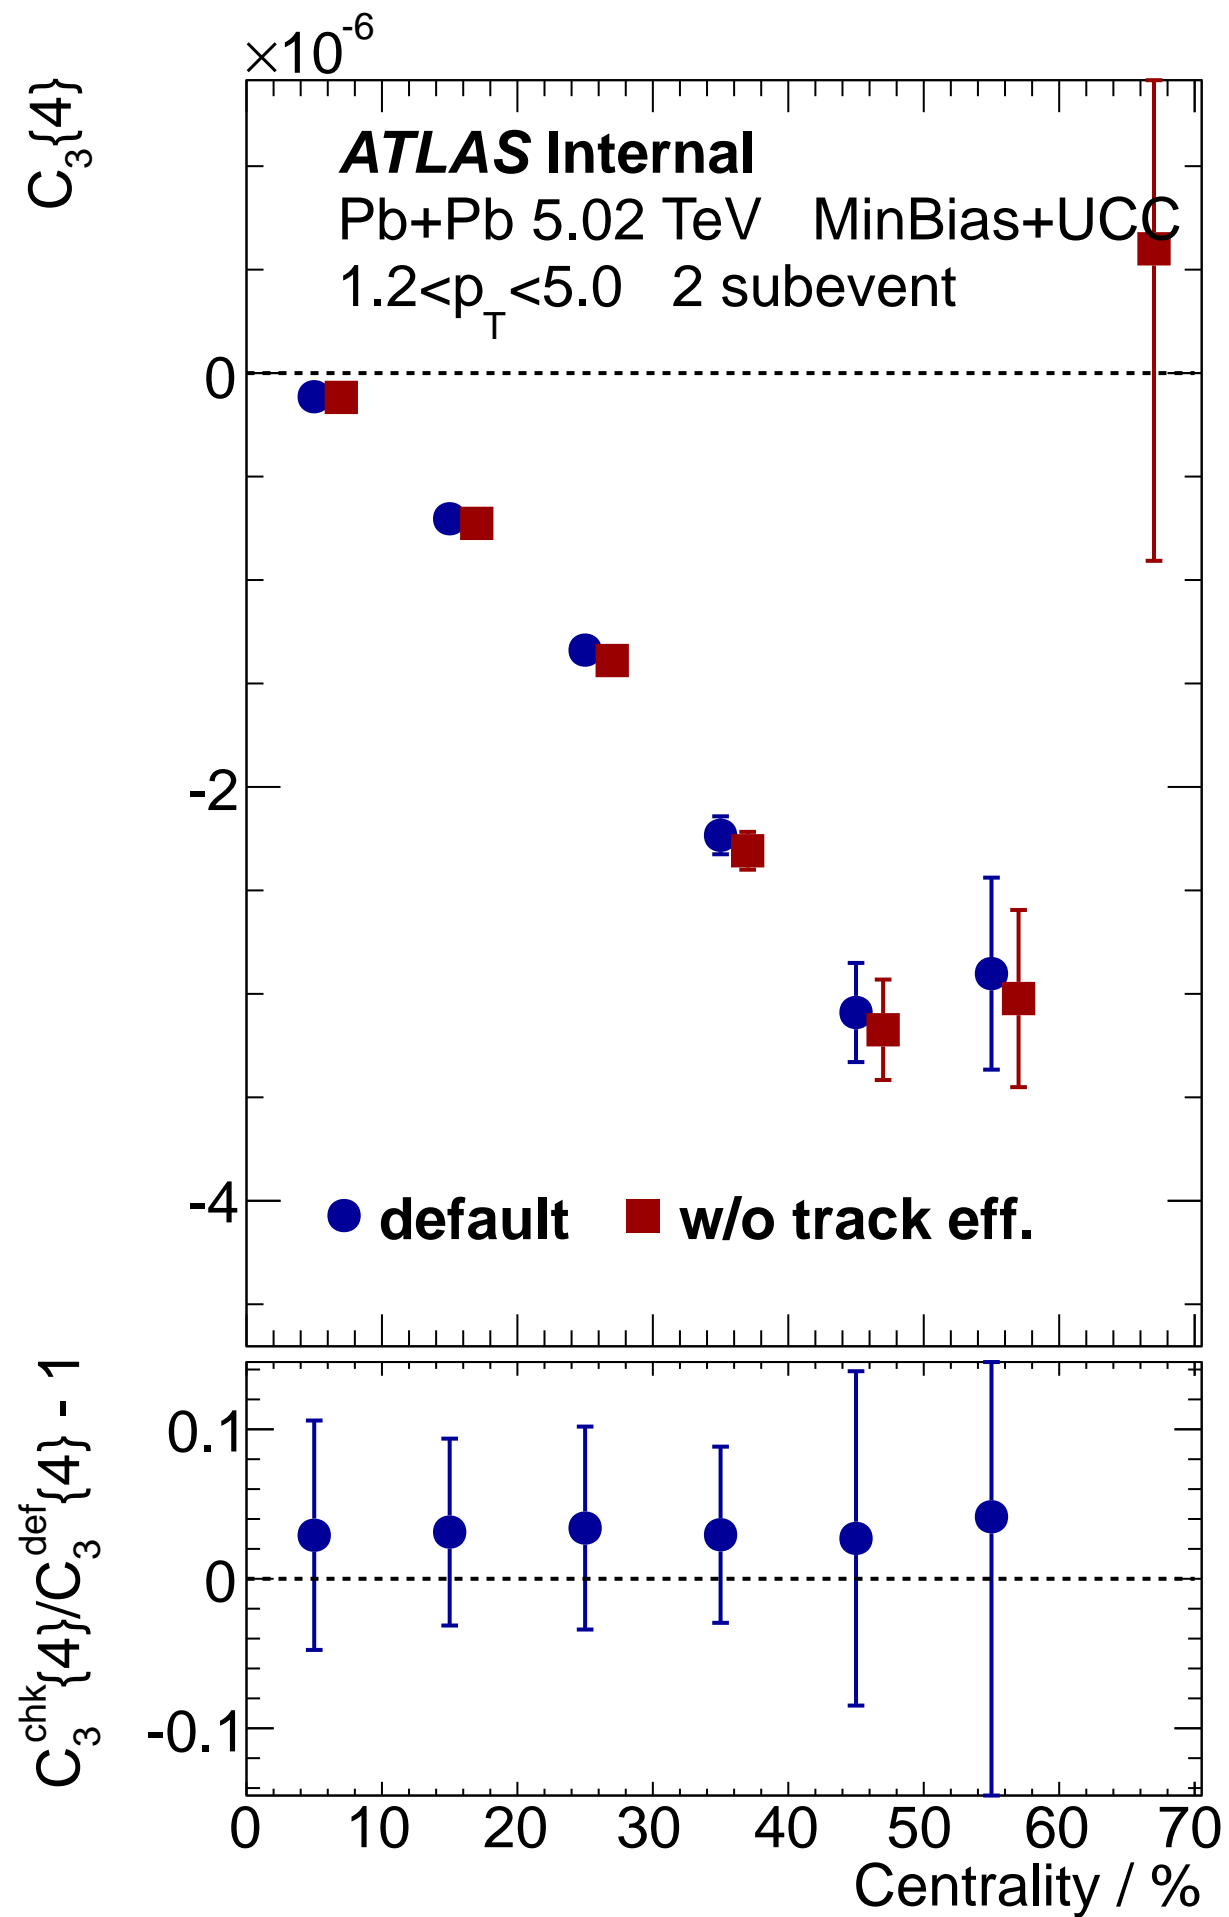 ×10^-6
C_3{4}
ATLAS Internal
Pb+Pb 5.02 TeV MinBias+UCC
1.2<p_T<5.0 2 subevent
0
-2
-4
default w/o track eff.
C_3^chk{4}/C_3^def{4} - 1
0.1
0
-0.1
0 10 20 30 40 50 60 70
Centrality / %